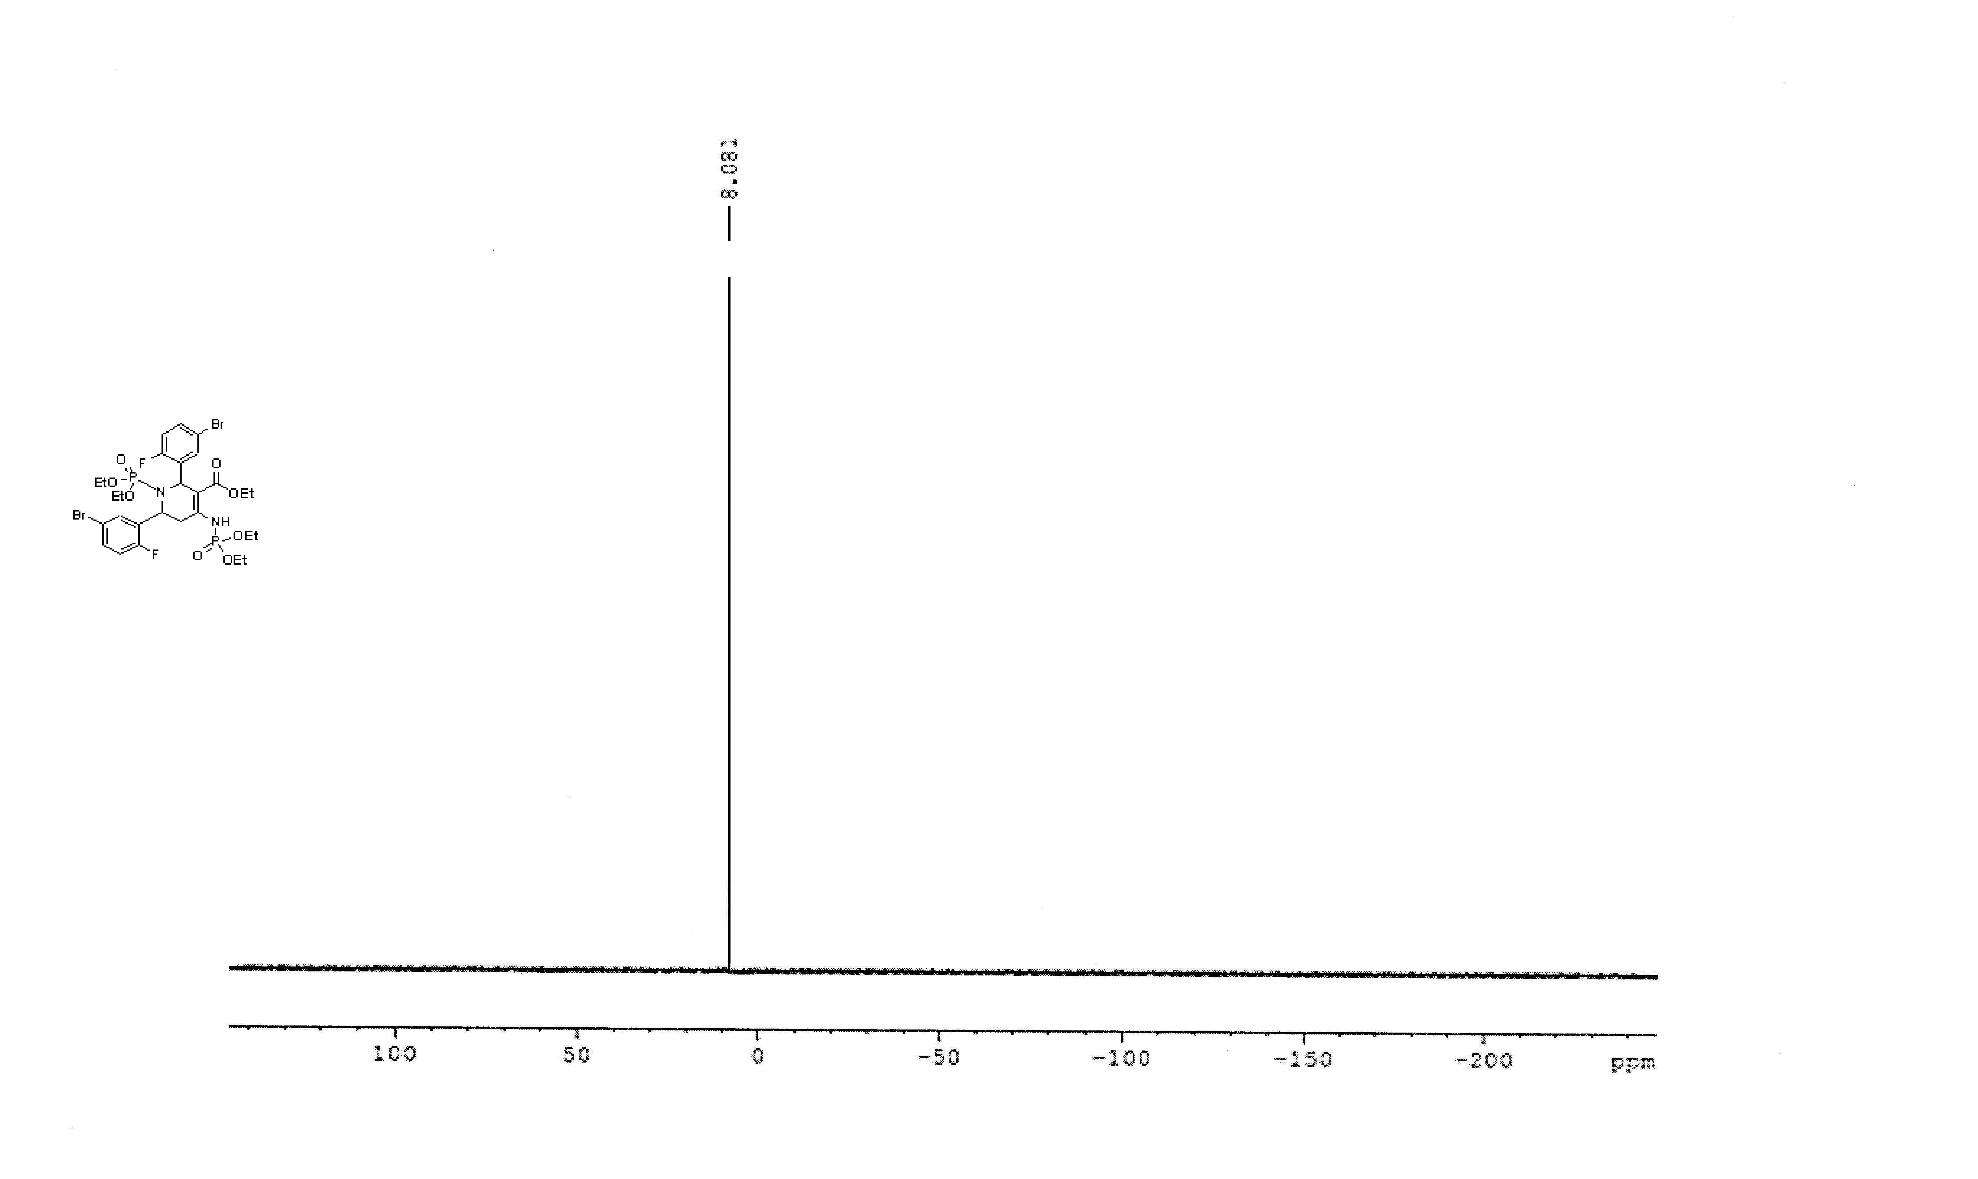 8.081
Br
O
F
O
EtO
P
EtO
N
OEt
Br
NH
P
OEt
O
F
OEt
100 50 0 -50 -100 -150 -200 ppm